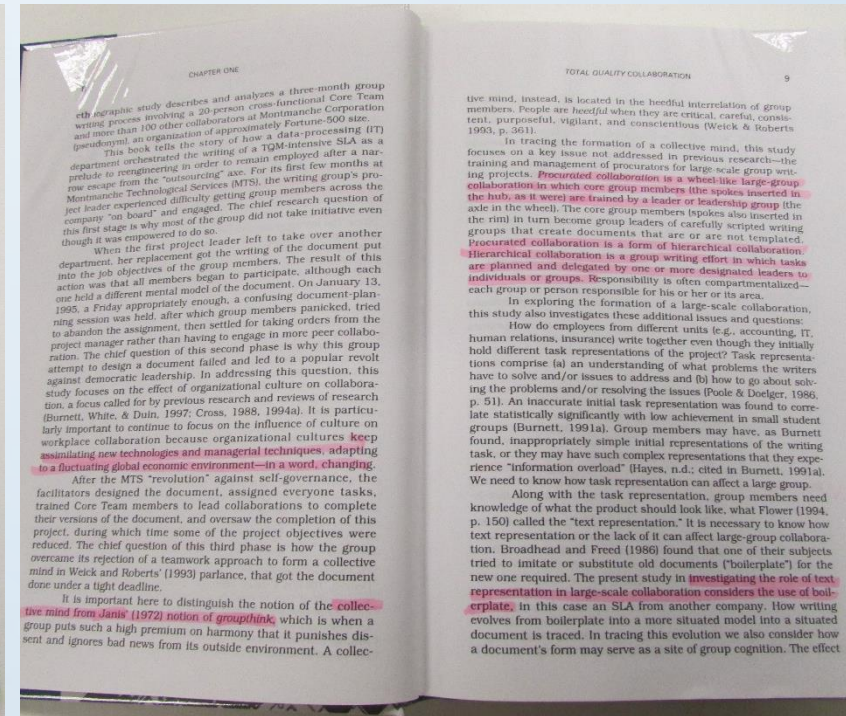 CHAPTER ONE
ethnographic study describes and analyzes a three-month group
writing process involving a 20-person cross-functional Core Team
and more than 100 other collaborators at Montmanche Corporation
(pseudonym), an organization of approximately Fortune-500 size.
This book tells the story of how a data-processing (IT)
department orchestrated the writing of a TQM-intensive SLA as a
prelude to reengineering in order to remain employed after a nar-
row escape from the "outsourcing" axe. For its first few months at
Montmanche Technological Services (MTS), the writing group's pro-
ject leader experienced difficulty getting group members across the
company "on board" and engaged. The chief research question of
this first stage is why most of the group did not take initiative even
though it was empowered to do so.
When the first project leader left to take over another
department, her replacement got the writing of the document put
into the job objectives of the group members. The result of this
action was that all members began to participate, although each
one held a different mental model of the document. On January 13,
1995, a Friday appropriately enough, a confusing document-plan-
ning session was held, after which group members panicked, tried
to abandon the assignment, then settled for taking orders from the
project manager rather than having to engage in more peer collabo-
ration. The chief question of this second phase is why this group
attempt to design a document failed and led to a popular revolt
against democratic leadership. In addressing this question, this
study focuses on the effect of organizational culture on collabora-
tion, a focus called for by previous research and reviews of research
(Burnett, White, & Duin, 1997; Cross, 1988, 1994a). It is particu-
larly important to continue to focus on the influence of culture on
workplace collaboration because organizational cultures keep
assimilating new technologies and managerial techniques, adapting
to a fluctuating global economic environment—in a word, changing.
After the MTS "revolution" against self-governance, the
facilitators designed the document, assigned everyone tasks,
trained Core Team members to lead collaborations to complete
their versions of the document, and oversaw the completion of this
project, during which time some of the project objectives were
reduced. The chief question of this third phase is how the group
overcame its rejection of a teamwork approach to form a collective
mind in Weick and Roberts' (1993) parlance, that got the document
done under a tight deadline.
It is important here to distinguish the notion of the collec-
tive mind from Janis' (1972) notion of groupthink, which is when a
group puts such a high premium on harmony that it punishes dis-
sent and ignores bad news from its outside environment. A collec-
TOTAL QUALITY COLLABORATION 9
tive mind, instead, is located in the heedful interrelation of group
members. People are heedful when they are critical, careful, consis-
tent, purposeful, vigilant, and conscientious (Weick & Roberts
1993, p. 361).
In tracing the formation of a collective mind, this study
focuses on a key issue not addressed in previous research—the
training and management of procurators for large-scale group writ-
ing projects. Procurated collaboration is a wheel-like large-group
collaboration in which core group members (the spokes inserted in
the hub, as it were) are trained by a leader or leadership group (the
axle in the wheel). The core group members (spokes also inserted in
the rim) in turn become group leaders of carefully scripted writing
groups that create documents that are or are not templated.
Procurated collaboration is a form of hierarchical collaboration.
Hierarchical collaboration is a group writing effort in which tasks
are planned and delegated by one or more designated leaders to
individuals or groups. Responsibility is often compartmentalized—
each group or person responsible for his or her or its area.
In exploring the formation of a large-scale collaboration,
this study also investigates these additional issues and questions:
How do employees from different units (e.g., accounting, IT,
human relations, insurance) write together even though they initially
hold different task representations of the project? Task representa-
tions comprise (a) an understanding of what problems the writers
have to solve and/or issues to address and (b) how to go about solv-
ing the problems and/or resolving the issues (Poole & Doelger, 1986,
p. 51). An inaccurate initial task representation was found to corre-
late statistically significantly with low achievement in small student
groups (Burnett, 1991a). Group members may have, as Burnett
found, inappropriately simple initial representations of the writing
task, or they may have such complex representations that they expe-
rience "information overload" (Hayes, n.d.; cited in Burnett, 1991a).
We need to know how task representation can affect a large group.
Along with the task representation, group members need
knowledge of what the product should look like, what Flower (1994,
p. 150) called the "text representation." It is necessary to know how
text representation or the lack of it can affect large-group collabora-
tion. Broadhead and Freed (1986) found that one of their subjects
tried to imitate or substitute old documents ("boilerplate") for the
new one required. The present study in investigating the role of text
representation in large-scale collaboration considers the use of boil-
erplate, in this case an SLA from another company. How writing
evolves from boilerplate into a more situated model into a situated
document is traced. In tracing this evolution we also consider how
a document's form may serve as a site of group cognition. The effect